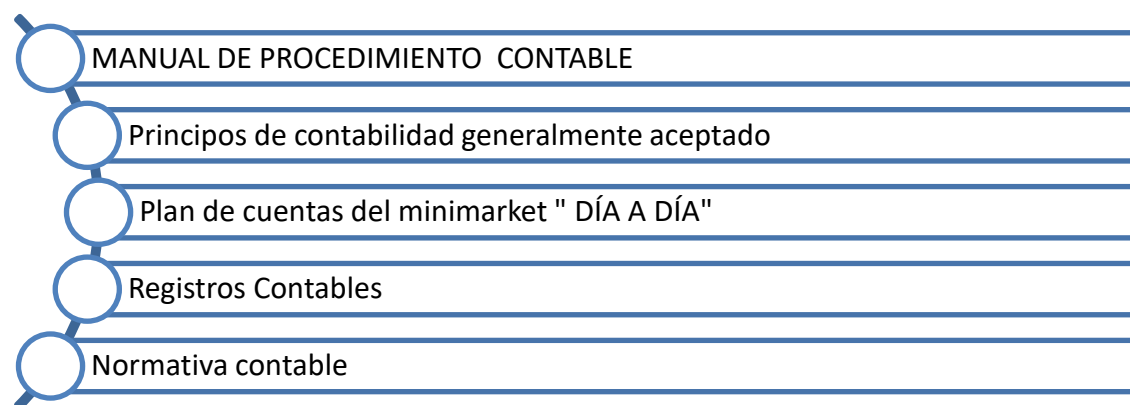 MANUAL DE PROCEDIMIENTO  CONTABLE
Principos de contabilidad generalmente aceptado
Plan de cuentas del minimarket " DÍA A DÍA"
Registros Contables
Normativa contable